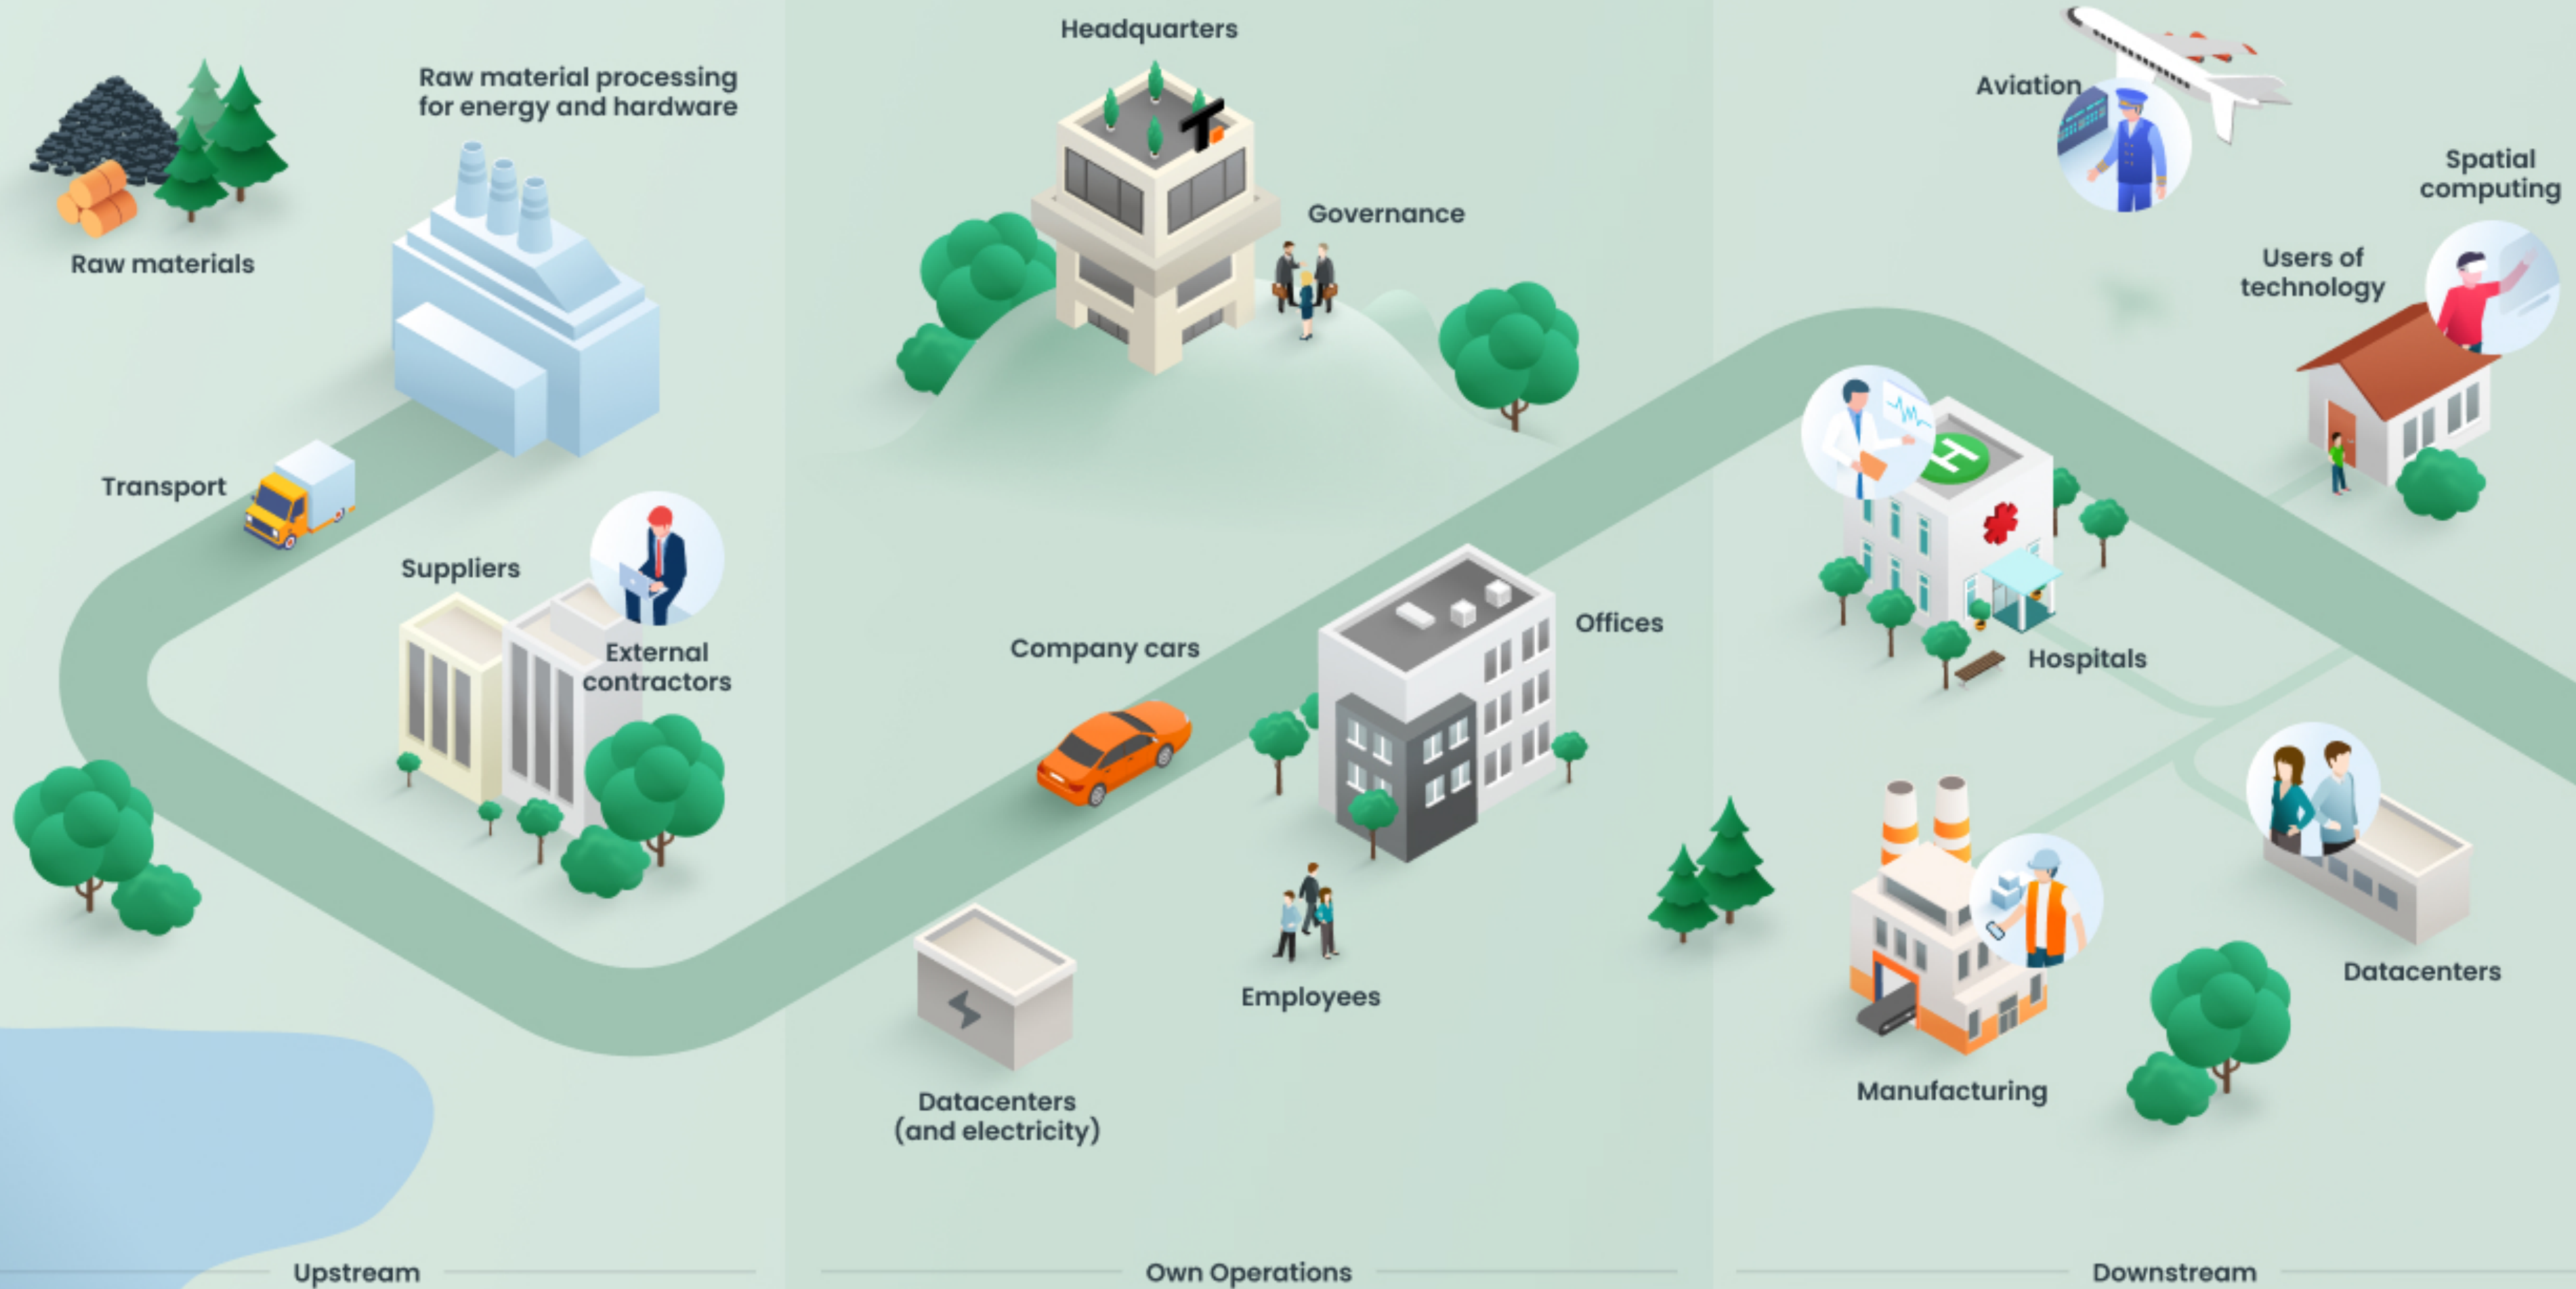 Raw materials
Raw material processing
for energy and hardware
Transport
Suppliers
External
contractors
Upstream
Headquarters
Governance
Company cars
Offices
Employees
Datacenters
(and electricity)
Own Operations
Aviation
Spatial
computing
Users of
technology
Hospitals
Datacenters
Manufacturing
Downstream